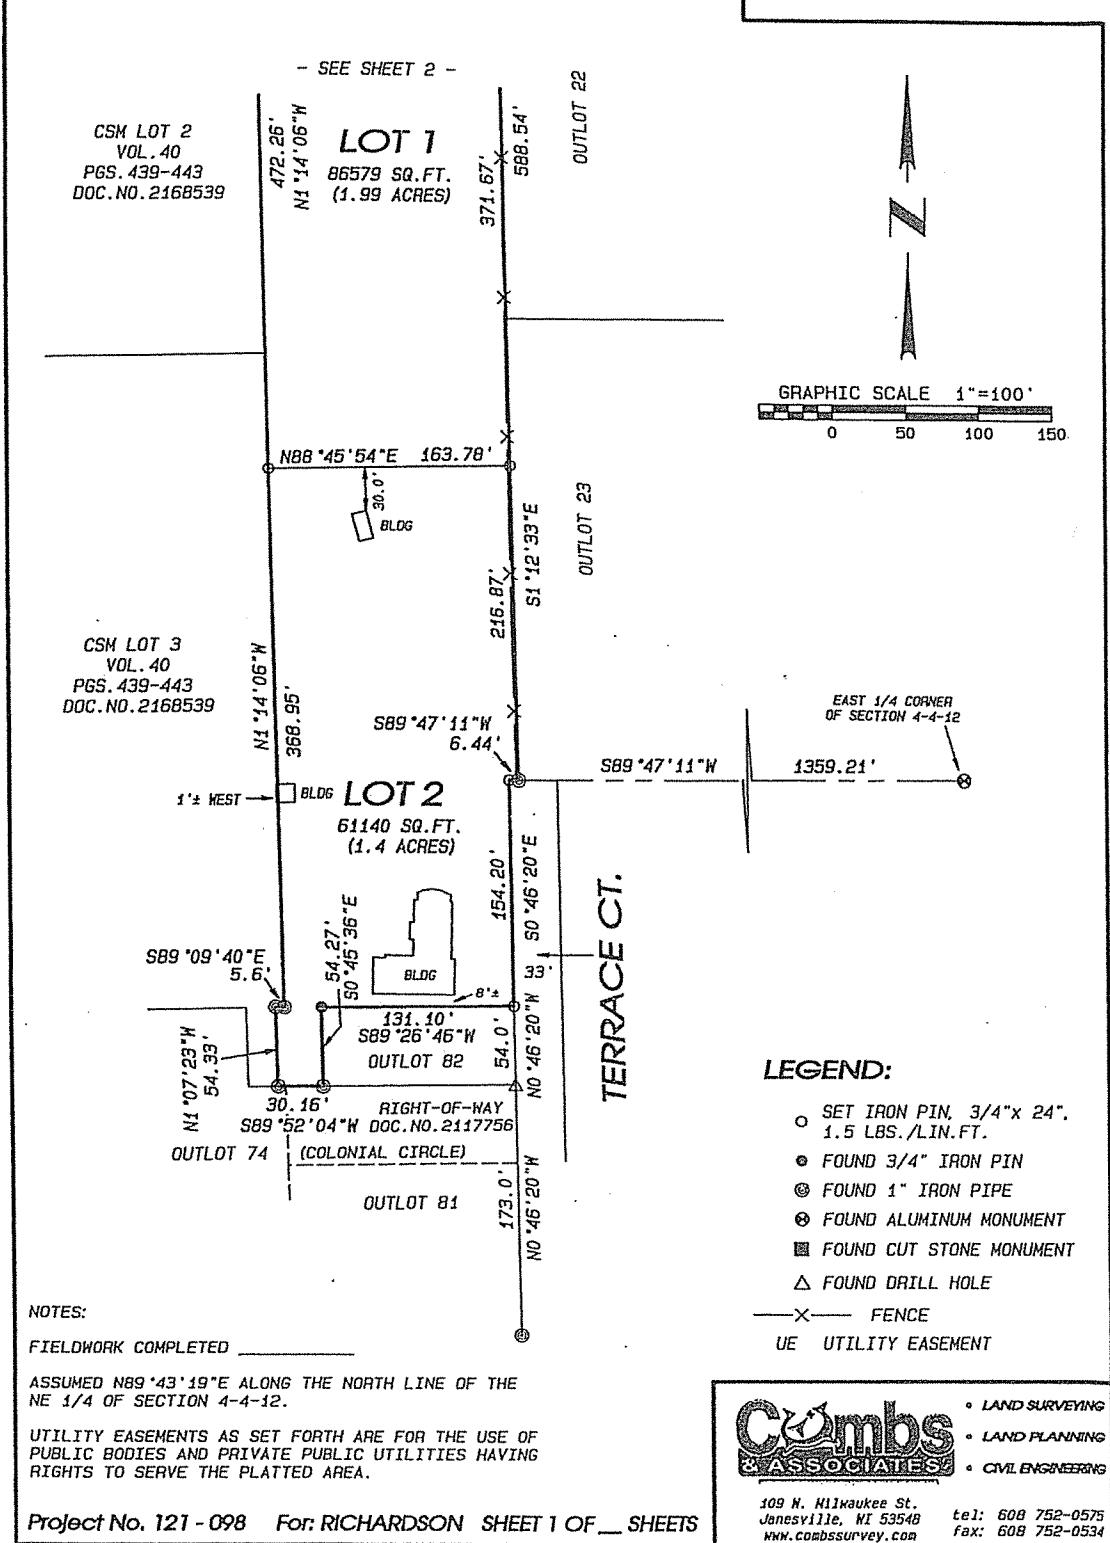 - SEE SHEET 2 -
CSM LOT 2
VOL.40
PGS.439-443
DOC.NO.2168539
472.26'
N1°14'06"W
LOT 1
86579 SQ.FT.
(1.99 ACRES)
371.67'
588.54'
OUTLOT 22
N
GRAPHIC SCALE 1"=100'
0 50 100 150
N88°45'54"E 163.78'
30.0'
BLDG
OUTLOT 23
S1°12'33"E
216.87'
CSM LOT 3
VOL.40
PGS.439-443
DOC.NO.2168539
N1°14'06"W
368.95'
S89°47'11"W
6.44'
EAST 1/4 CORNER
OF SECTION 4-4-12
S89°47'11"W 1359.21'
1'± WEST
BLDG
LOT 2
61140 SQ.FT.
(1.4 ACRES)
154.20'
S0°46'20"E
TERRACE CT.
33'
S89°09'40"E
5.6'
54.27'
S0°45'36"E
BLDG
8'±
131.10'
S89°26'46"W
OUTLOT 82
54.0'
N0°46'20"W
N1°07'23"W
54.33'
30.16'
S89°52'04"W
RIGHT-OF-WAY
DOC.NO.2117756
OUTLOT 74
(COLONIAL CIRCLE)
OUTLOT 81
173.0'
N0°46'20"W
LEGEND:
SET IRON PIN, 3/4"x 24",
1.5 LBS./LIN.FT.
FOUND 3/4" IRON PIN
FOUND 1" IRON PIPE
FOUND ALUMINUM MONUMENT
FOUND CUT STONE MONUMENT
FOUND DRILL HOLE
FENCE
UE UTILITY EASEMENT
NOTES:
FIELDWORK COMPLETED
ASSUMED N89°43'19"E ALONG THE NORTH LINE OF THE
NE 1/4 OF SECTION 4-4-12.
UTILITY EASEMENTS AS SET FORTH ARE FOR THE USE OF
PUBLIC BODIES AND PRIVATE PUBLIC UTILITIES HAVING
RIGHTS TO SERVE THE PLATTED AREA.
Project No. 121 - 098 For: RICHARDSON SHEET 1 OF __ SHEETS
Combs
& ASSOCIATES
• LAND SURVEYING
• LAND PLANNING
• CIVIL ENGINEERING
109 W. Milwaukee St.
Janesville, WI 53548
www.combssurvey.com
tel: 608 752-0575
fax: 608 752-0534